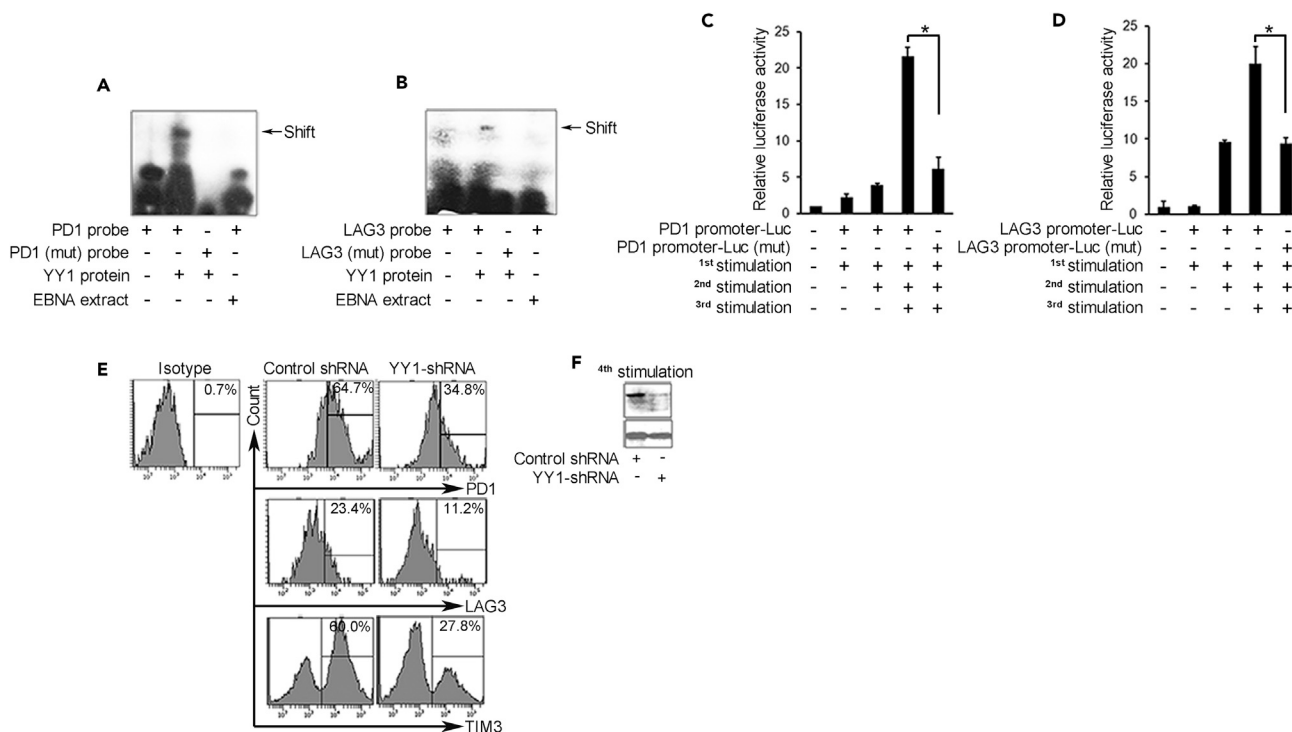 A
Shift
PD1 probe + + - +
PD1 (mut) probe - - + -
YY1 protein - + + -
EBNA extract - - - +
B
Shift
LAG3 probe + + - +
LAG3 (mut) probe - - + -
YY1 protein - + + -
EBNA extract - - - +
C
Relative luciferase activity
25
20
15
10
5
0
*
PD1 promoter-Luc - + + + -
PD1 promoter-Luc (mut) - - - - +
1st stimulation - + + + +
2nd stimulation - - + + +
3rd stimulation - - - + +
D
Relative luciferase activity
25
20
15
10
5
0
*
LAG3 promoter-Luc - + + + -
LAG3 promoter-Luc (mut) - - - - +
1st stimulation - + + + +
2nd stimulation - - + + +
3rd stimulation - - - + +
E
Isotype
0.7%
Count
Control shRNA YY1-shRNA
64.7% 34.8%
PD1
23.4% 11.2%
LAG3
60.0% 27.8%
TIM3
F
4th stimulation
Control shRNA + -
YY1-shRNA - +